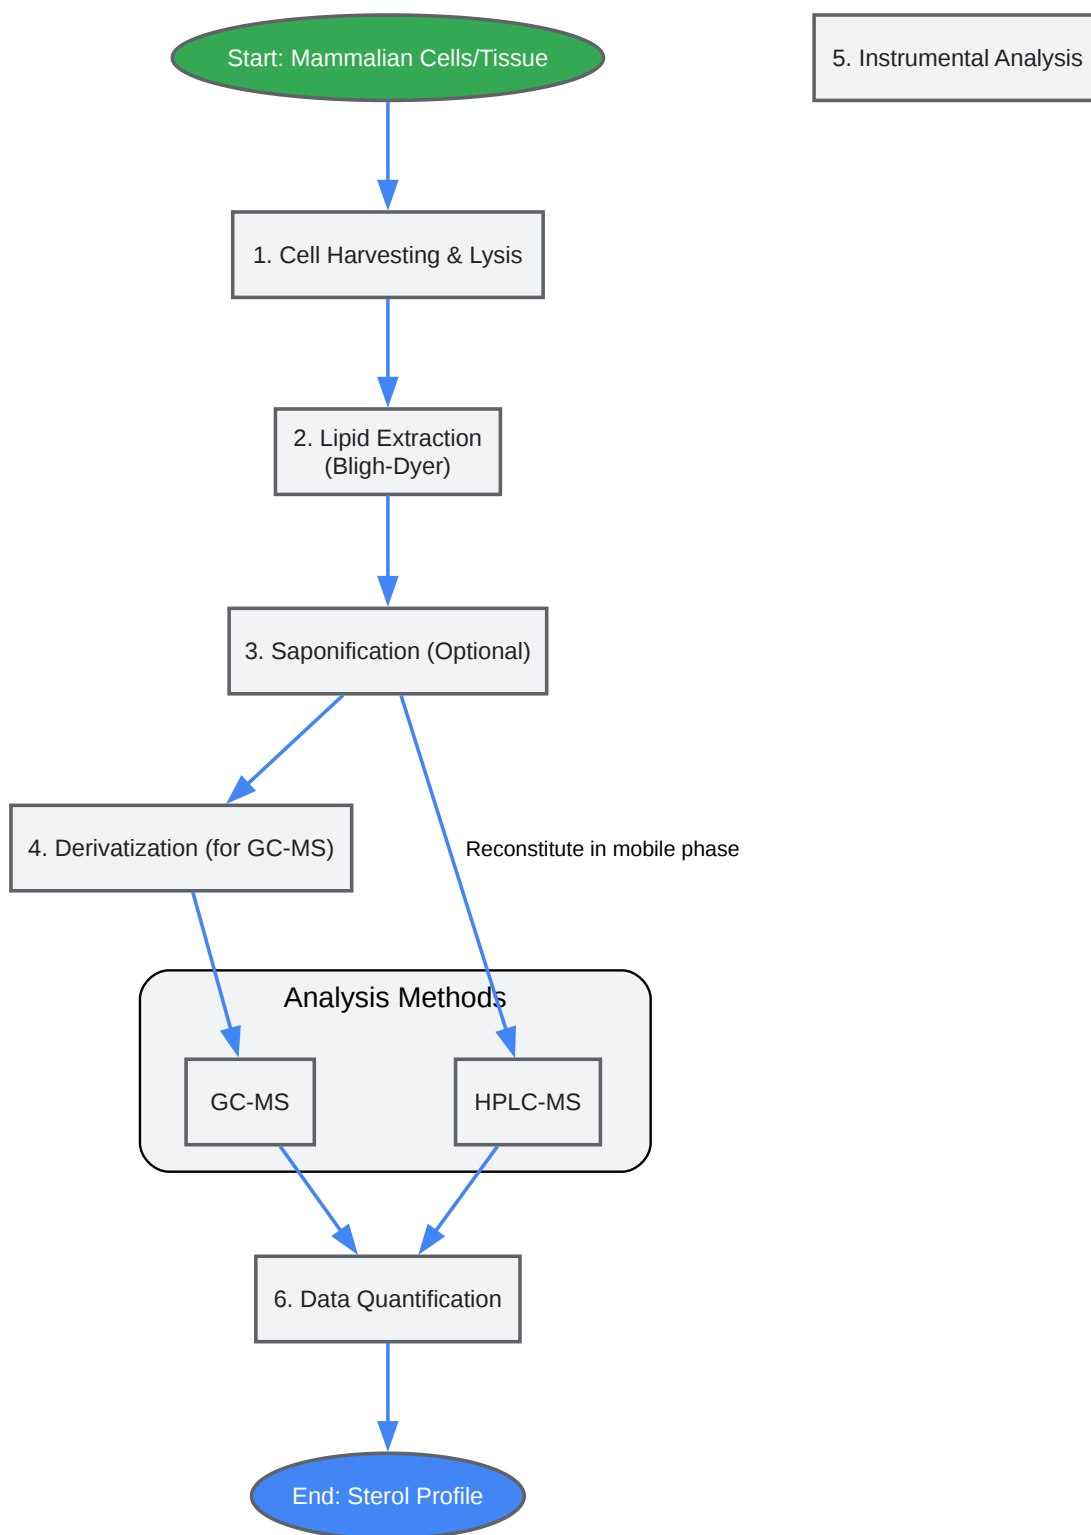 Start: Mammalian Cells/Tissue
5. Instrumental Analysis
1. Cell Harvesting & Lysis
2. Lipid Extraction
(Bligh-Dyer)
3. Saponification (Optional)
4. Derivatization (for GC-MS)
Reconstitute in mobile phase
Analysis Methods
GC-MS
HPLC-MS
6. Data Quantification
End: Sterol Profile